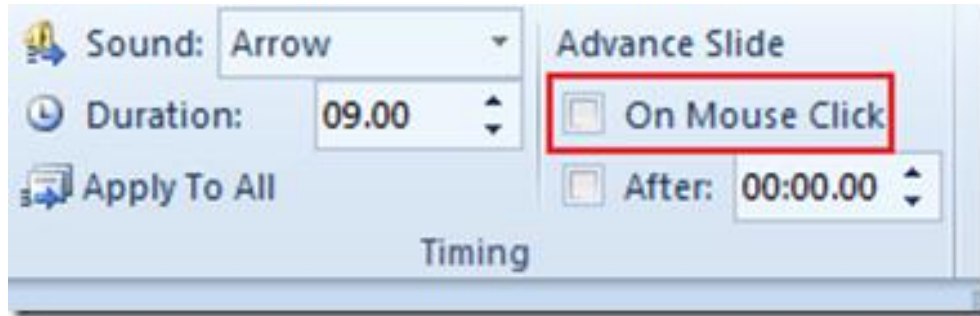 Sound: Arrow
Duration: 09.00
Apply To All
Advance Slide
On Mouse Click
After: 00:00.00
Timing